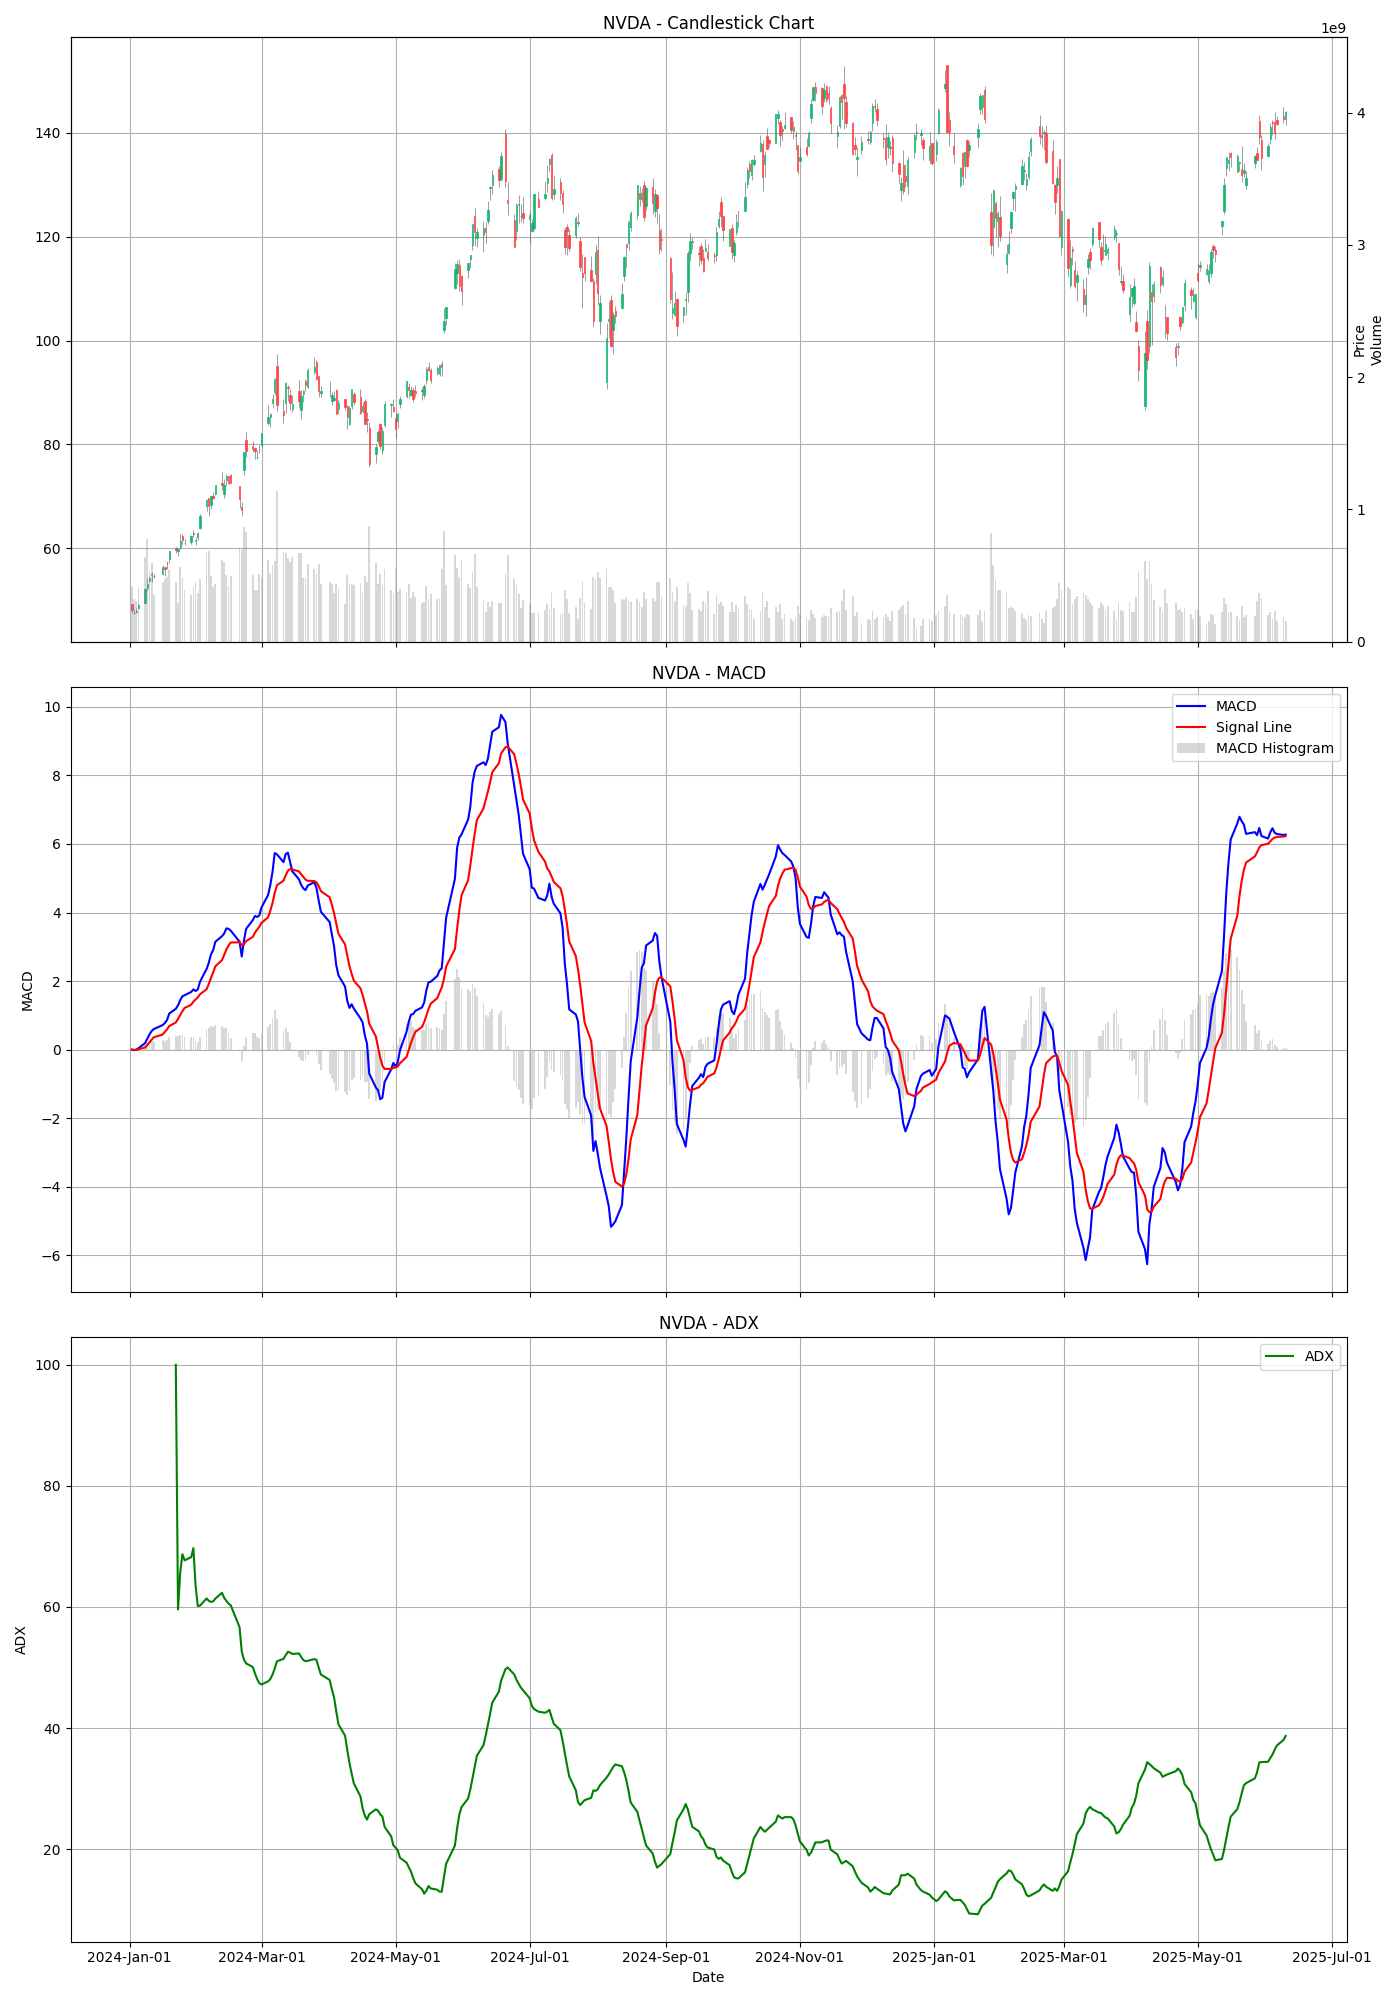 NVDA - Candlestick Chart
1e9
140
120
100
80
60
4
3
2
1
0
Price
Volume
NVDA - MACD
MACD
Signal Line
MACD Histogram
10
8
6
4
2
0
−2
−4
−6
MACD
NVDA - ADX
ADX
100
80
60
40
20
ADX
2024-Jan-01 2024-Mar-01 2024-May-01 2024-Jul-01 2024-Sep-01 2024-Nov-01 2025-Jan-01 2025-Mar-01 2025-May-01 2025-Jul-01
Date